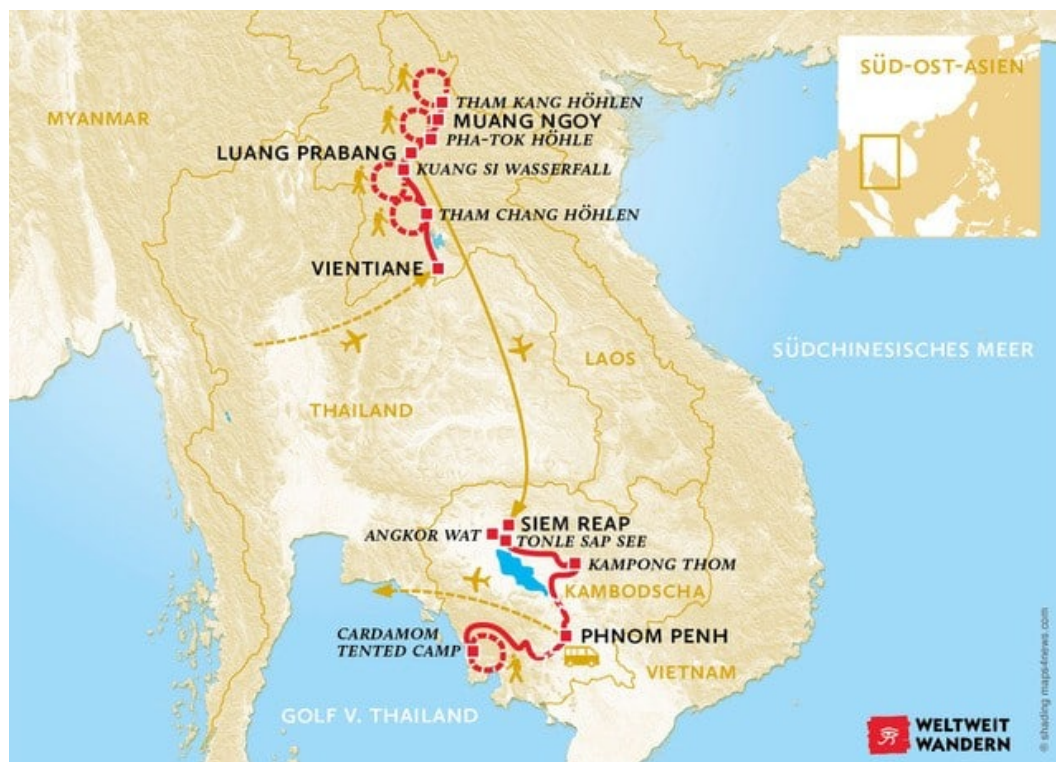 SÜD-OST-ASIEN
MYANMAR
THAM KANG HÖHLEN
MUANG NGOY
PHA-TOK HÖHLE
LUANG PRABANG
KUANG SI WASSERFALL
THAM CHANG HÖHLEN
VIENTIANE
SÜDCHINESISCHES MEER
LAOS
THAILAND
SIEM REAP
ANGKOR WAT
TONLE SAP SEE
KAMPONG THOM
KAMBODSCHA
CARDAMOM
TENTED CAMP
PHNOM PENH
VIETNAM
GOLF V. THAILAND
WELTWEIT
WANDERN
© shading maps4news.com